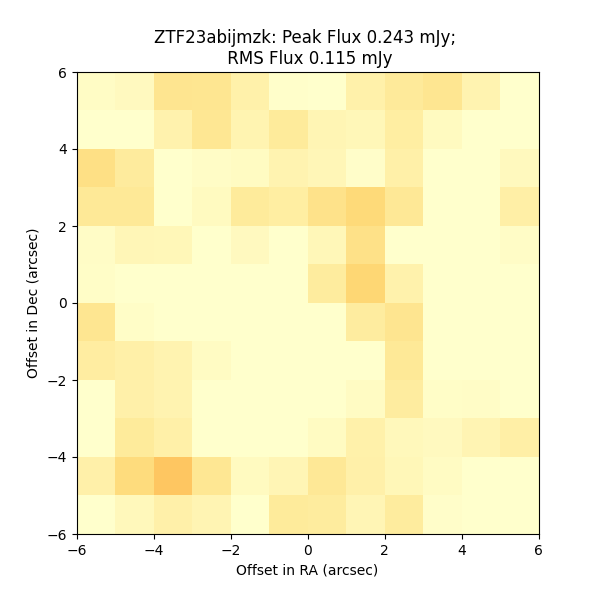 ZTF23abijmzk: Peak Flux 0.243 mJy;
RMS Flux 0.115 mJy
6
4
2
0
−2
−4
−6
Offset in Dec (arcsec)
−6 −4 −2 0 2 4 6
Offset in RA (arcsec)